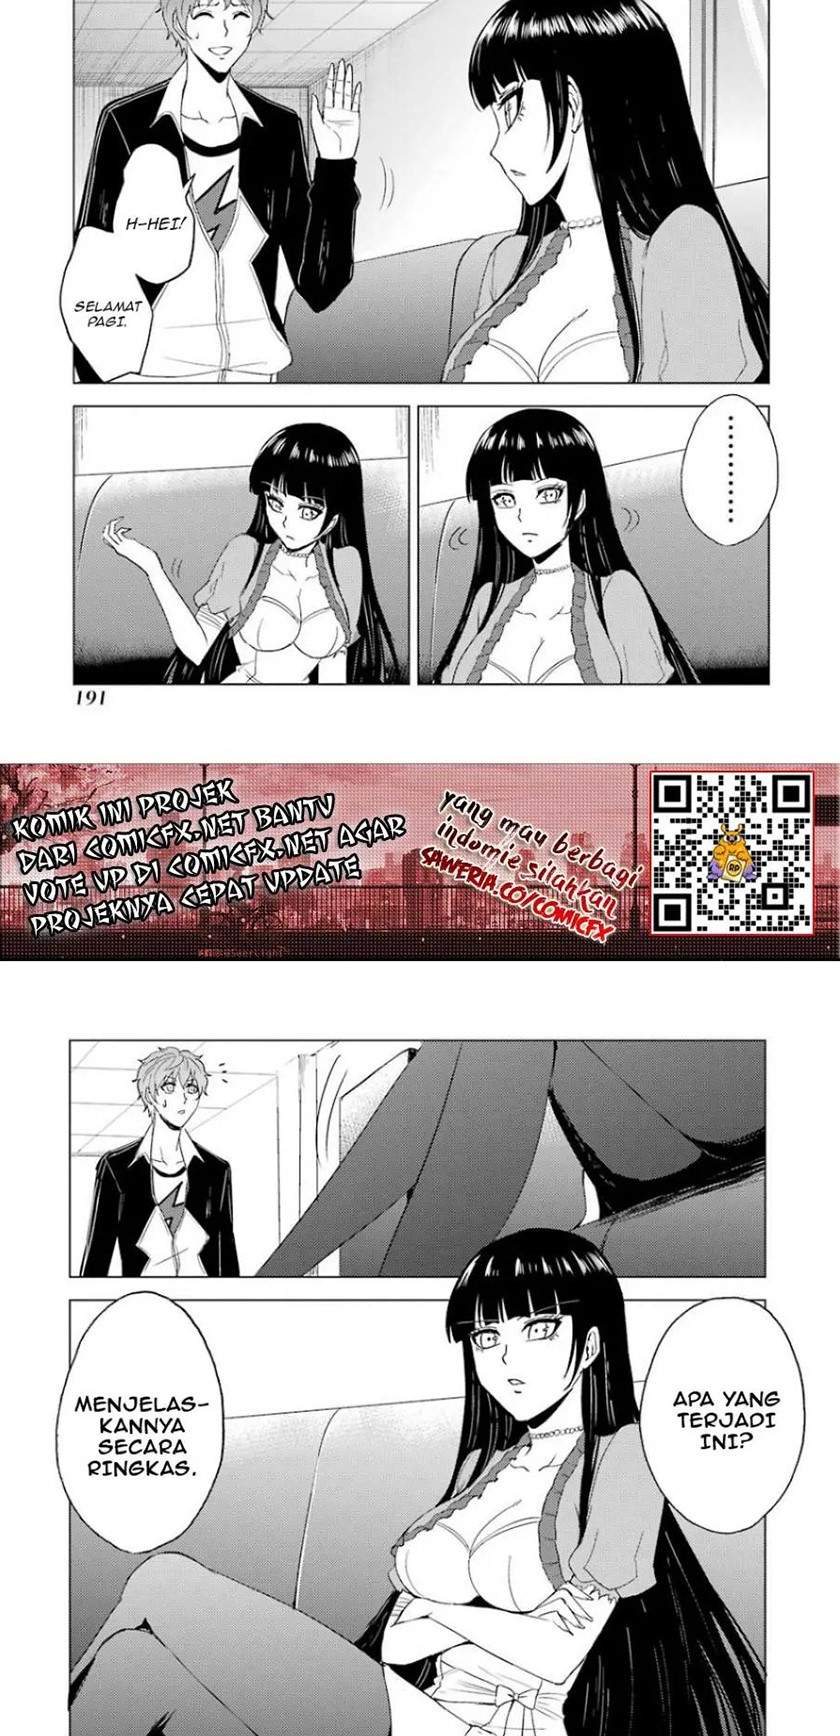 H-HEI!
SELAMAT
PAGI.
.........
191
KOMIK INI PROJEK
DARI COMICFX.NET BANTU
VOTE UP DI COMICFX.NET AGAR
PROJEKNYA CEPAT UPDATE
yang mau berbagi
indomie silahkan
SAWERIA.CO/COMICFX
RP
APA YANG
TERJADI
INI?
MENJELAS-
KANNYA
SECARA
RINGKAS.